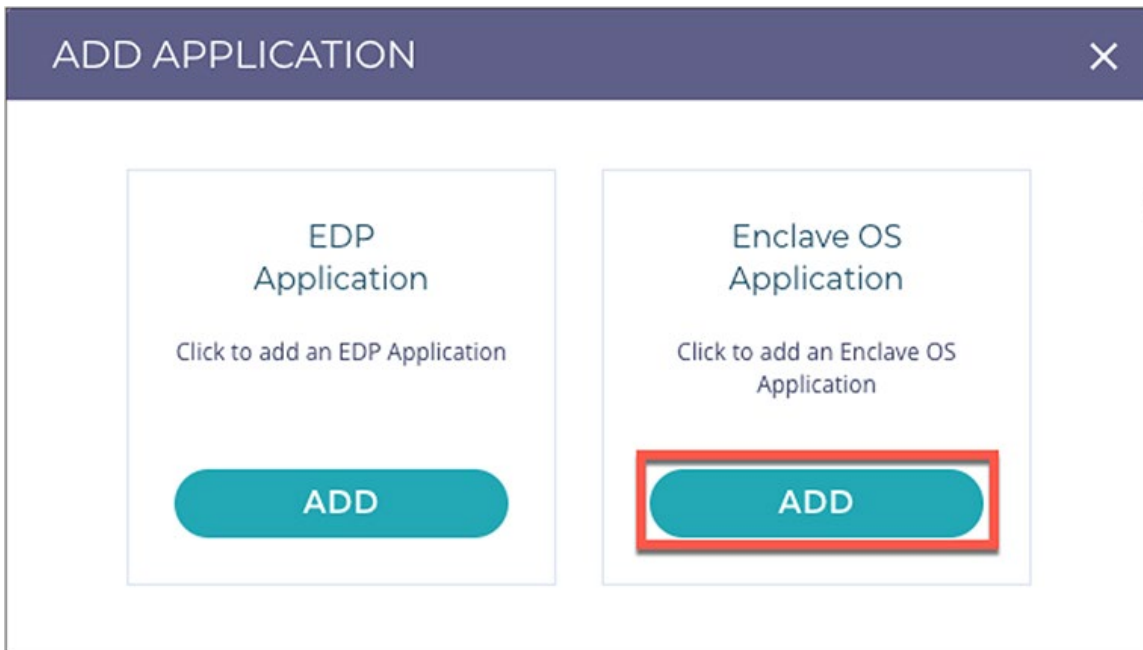 ADD APPLICATION
EDP
Application
Click to add an EDP Application
ADD
Enclave OS
Application
Click to add an Enclave OS
Application
ADD